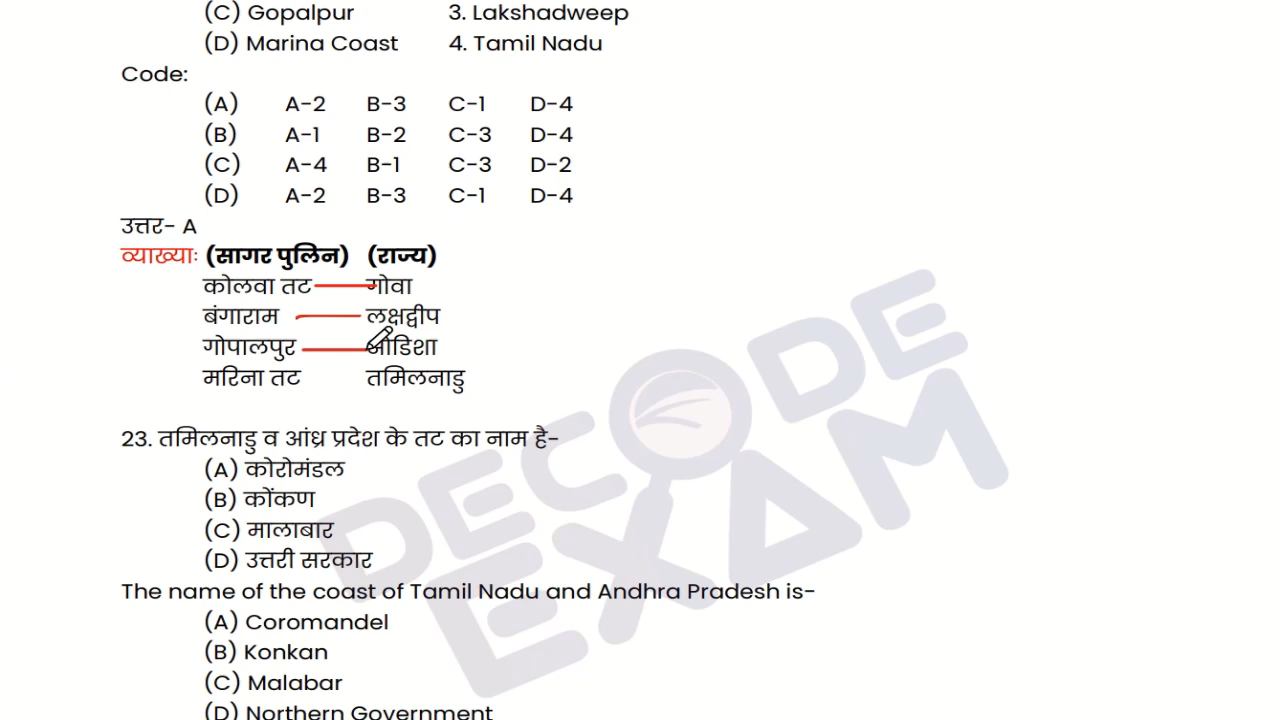 (C) Gopalpur 3. Lakshadweep
(D) Marina Coast 4. Tamil Nadu
Code:
(A) A-2 B-3 C-1 D-4
(B) A-1 B-2 C-3 D-4
(C) A-4 B-1 C-3 D-2
(D) A-2 B-3 C-1 D-4
उत्तर- A
व्याख्याः (सागर पुलिन) (राज्य)
कोलवा तट गोवा
बंगाराम लक्षद्वीप
गोपालपुर ओडिशा
मरिना तट तमिलनाडु
23. तमिलनाडु व आंध्र प्रदेश के तट का नाम है-
(A) कोरोमंडल
(B) कोंकण
(C) मालाबार
(D) उत्तरी सरकार
The name of the coast of Tamil Nadu and Andhra Pradesh is-
(A) Coromandel
(B) Konkan
(C) Malabar
(D) Northern Government
DECODE
EXAM